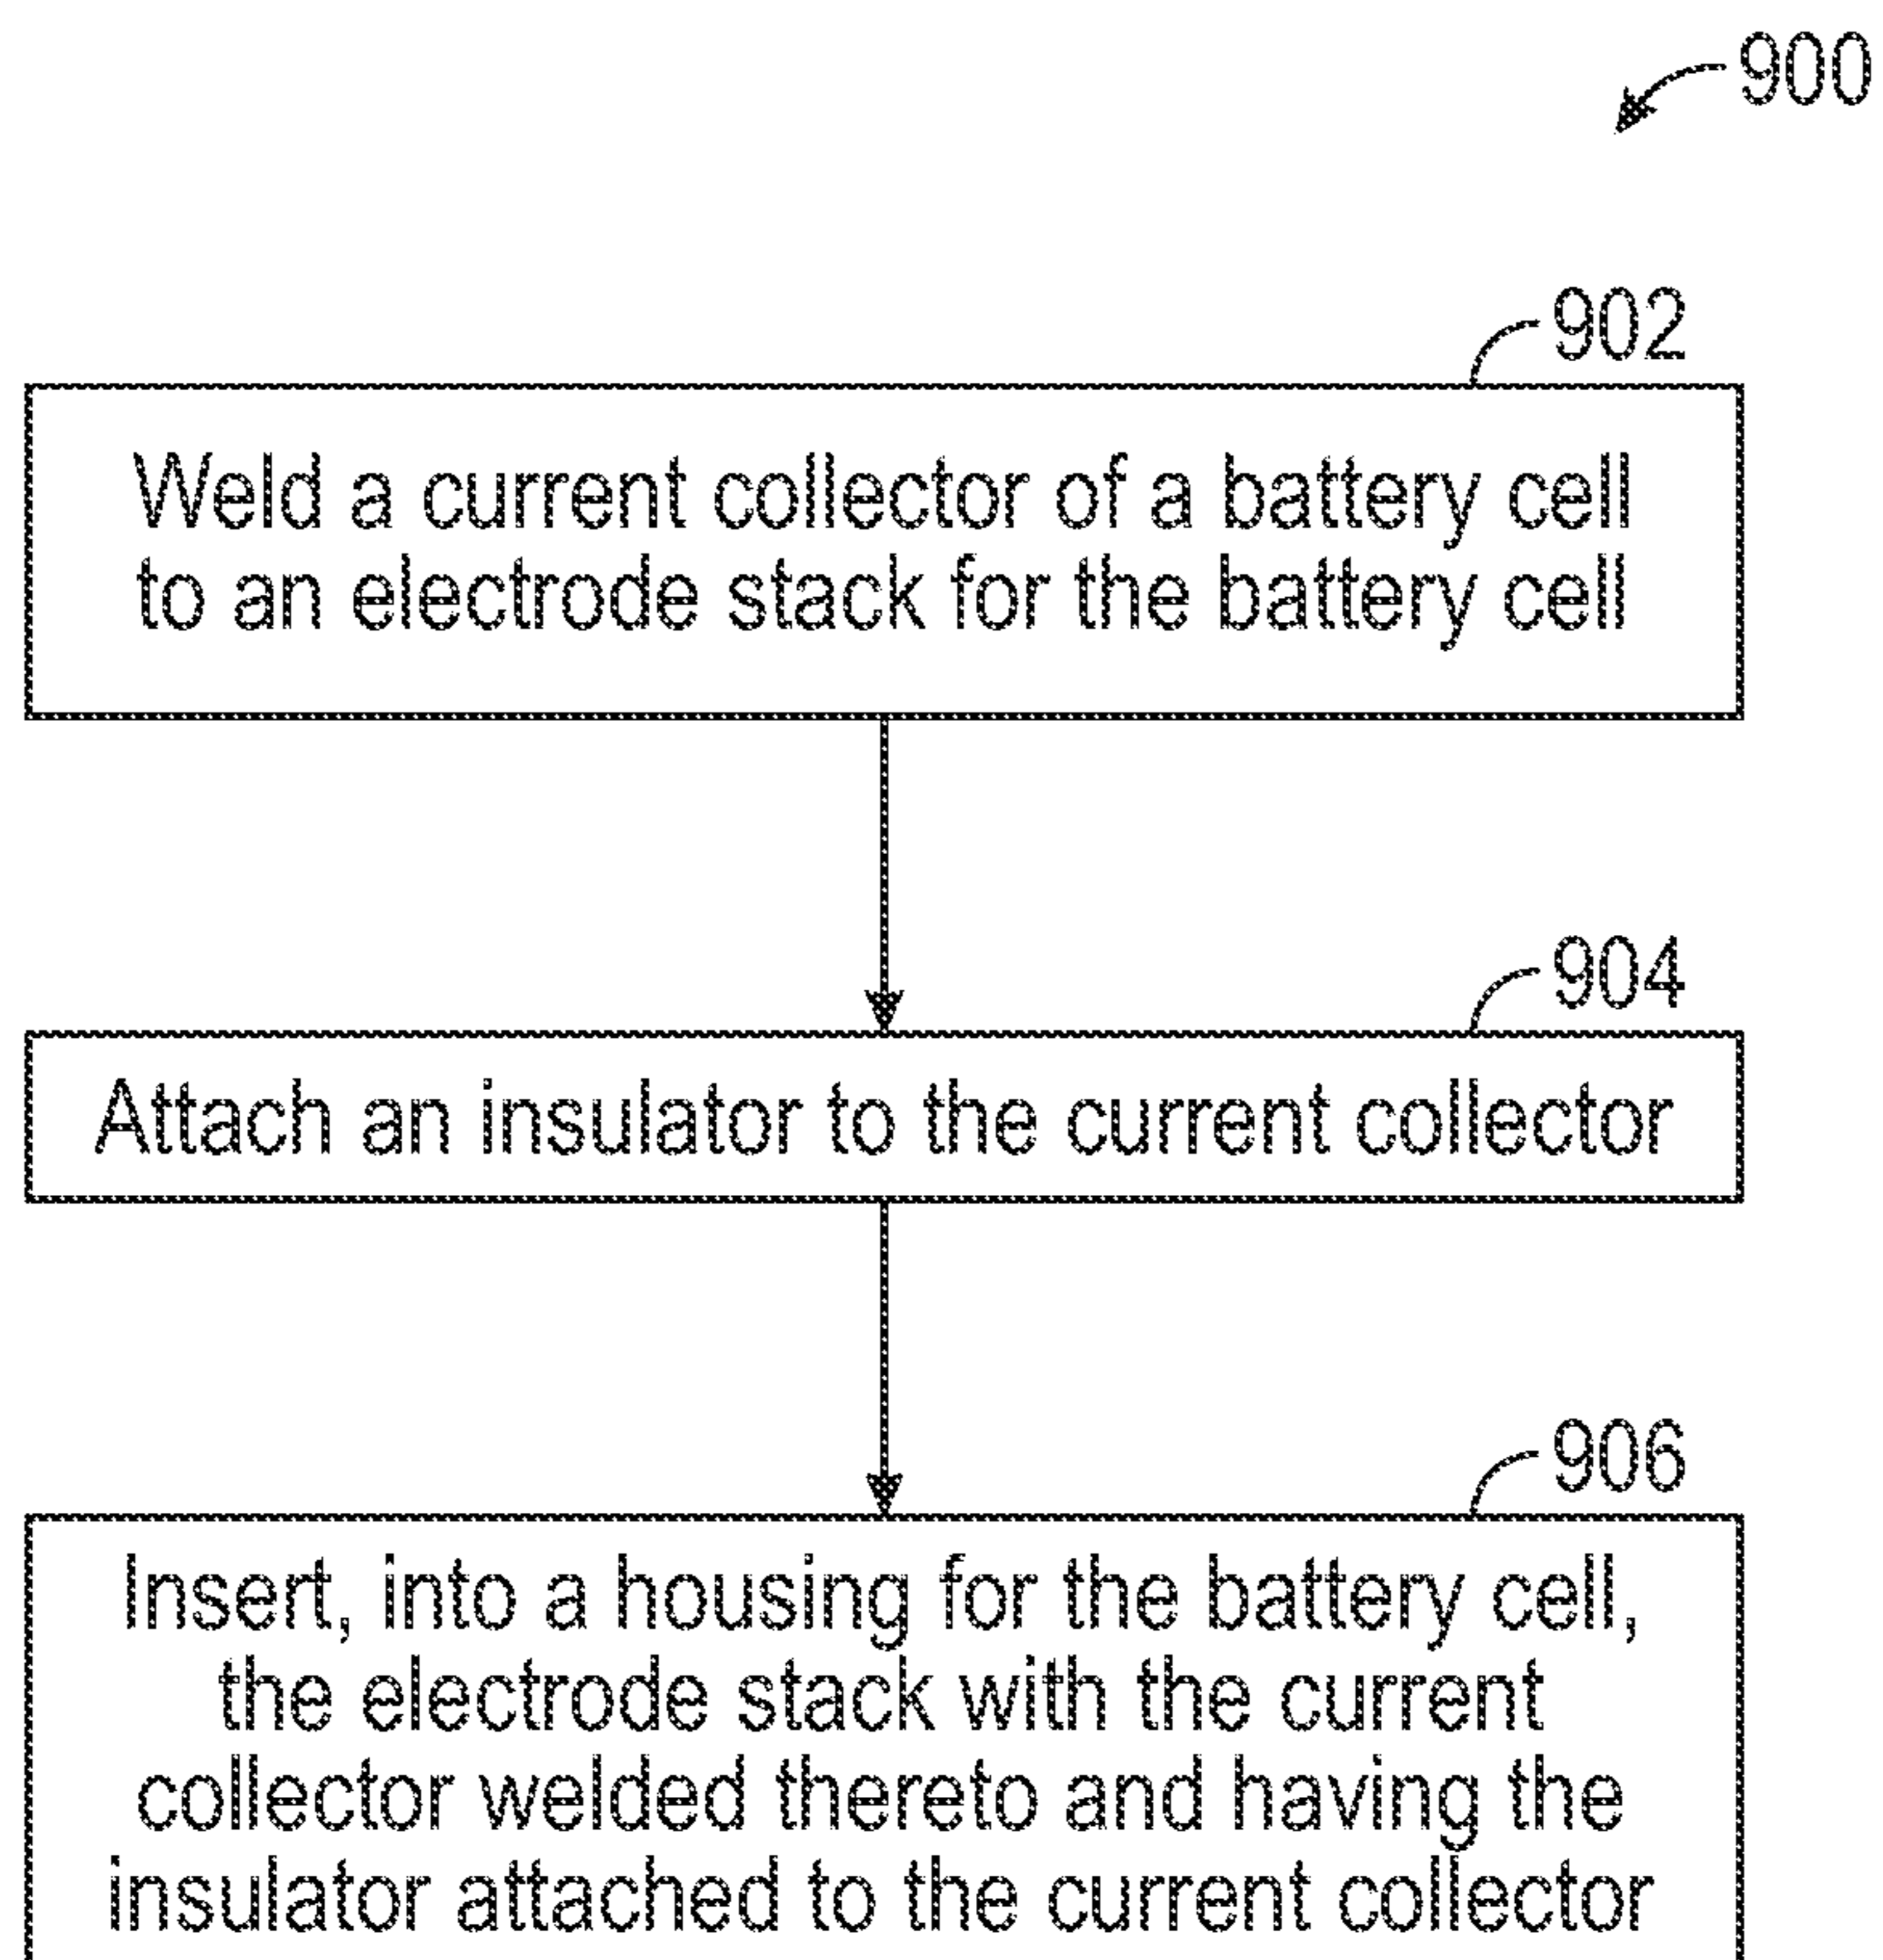 900
902
Weld a current collector of a battery cell
to an electrode stack for the battery cell
904
Attach an insulator to the current collector
906
Insert, into a housing for the battery cell,
the electrode stack with the current
collector welded thereto and having the
insulator attached to the current collector